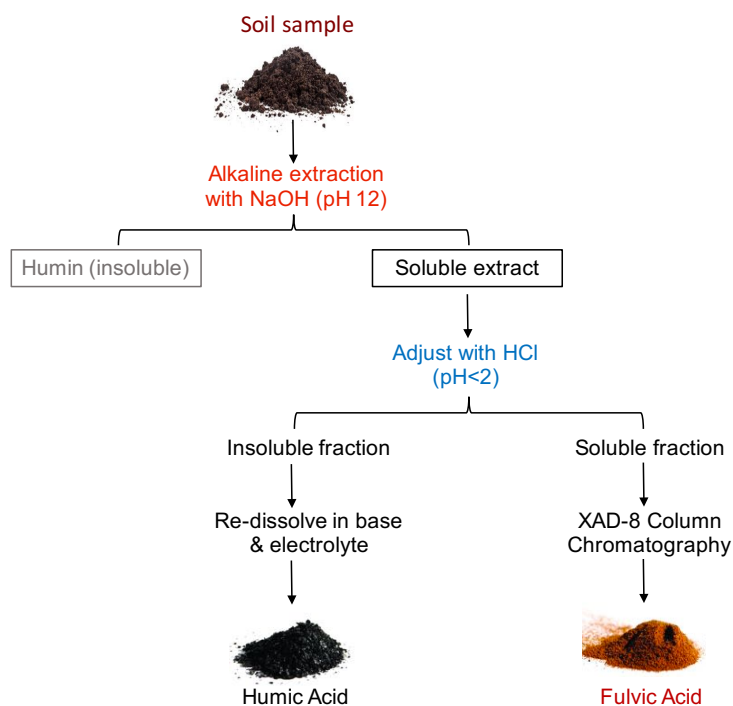 Soil sample
Alkaline extraction
with NaOH (pH 12)
Humin (insoluble)
Soluble extract
Adjust with HCl
(pH<2)
Insoluble fraction
Soluble fraction
Re-dissolve in base
& electrolyte
XAD-8 Column
Chromatography
Humic Acid
Fulvic Acid